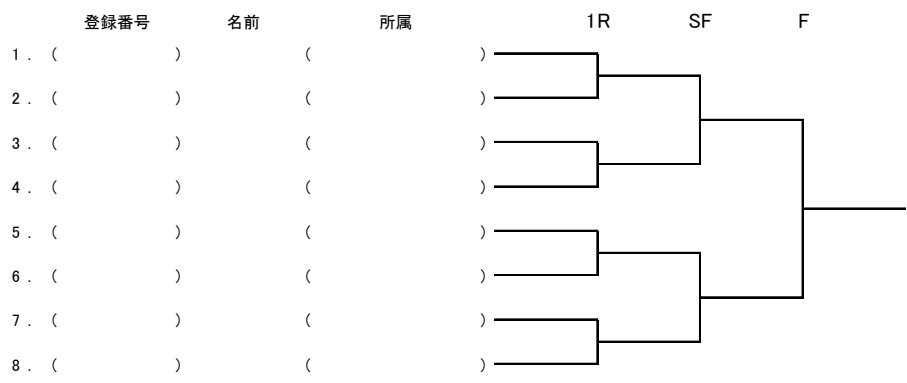 登録番号 名前 所属 1R SF F
1. ( ) ( )
2. ( ) ( )
3. ( ) ( )
4. ( ) ( )
5. ( ) ( )
6. ( ) ( )
7. ( ) ( )
8. ( ) ( )